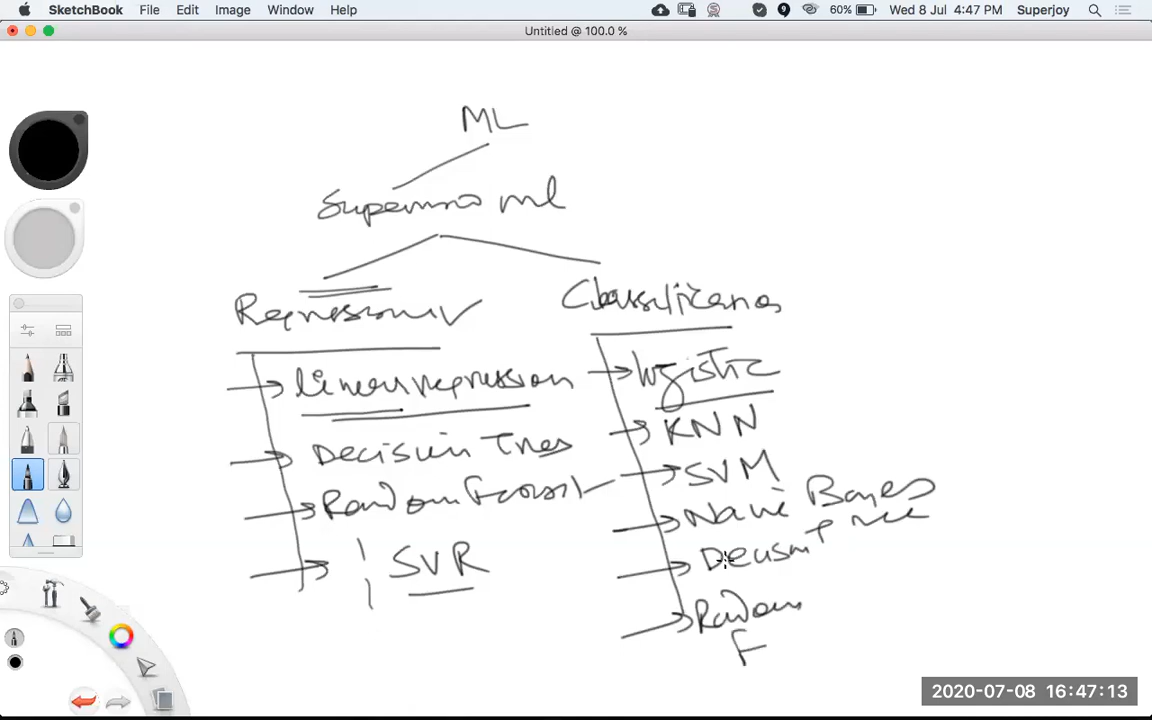 SketchBook File Edit Image Window Help 60% Wed 8 Jul 4:47 PM Superjoy
Untitled @ 100.0 %
ML
Supervised ml
Regression
Classification
linear regression
logistic
Decision Trees
KNN
Random Forest
SVM
Naive Bayes
SVR
Decision Tree
Random
F
2020-07-08 16:47:13